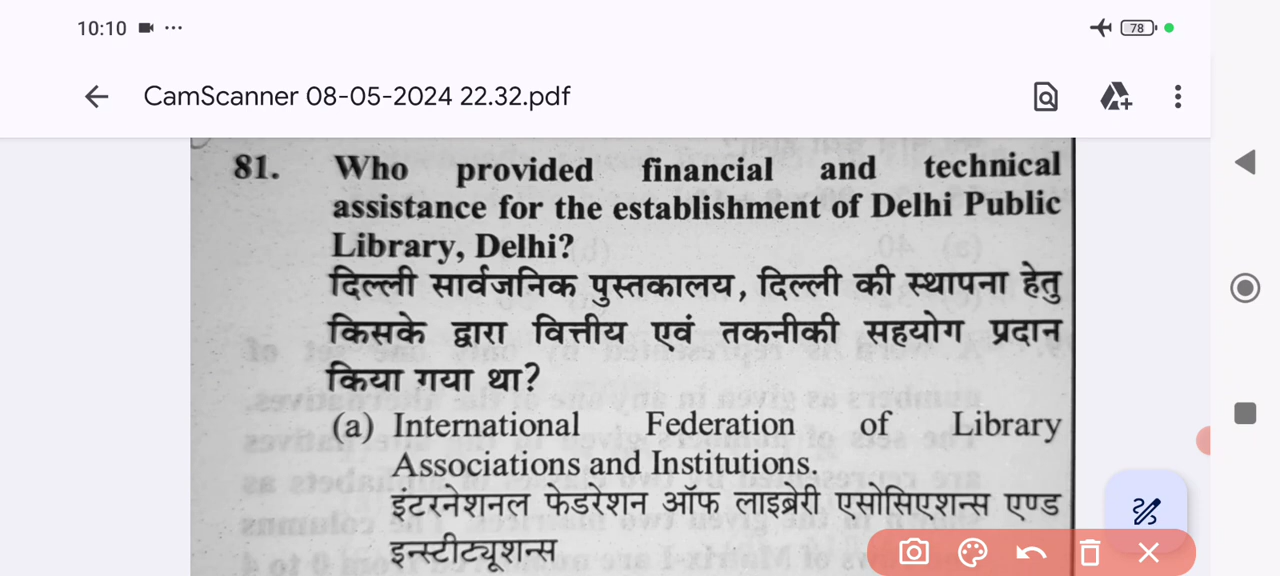 10:10 ...
78
CamScanner 08-05-2024 22.32.pdf
81. Who provided financial and technical
assistance for the establishment of Delhi Public
Library, Delhi?
दिल्ली सार्वजनिक पुस्तकालय, दिल्ली की स्थापना हेतु
किसके द्वारा वित्तीय एवं तकनीकी सहयोग प्रदान
किया गया था?
(a) International Federation of Library
Associations and Institutions.
इंटरनेशनल फेडरेशन ऑफ लाइब्रेरी एसोसिएशन्स एण्ड
इन्स्टीट्यूशन्स